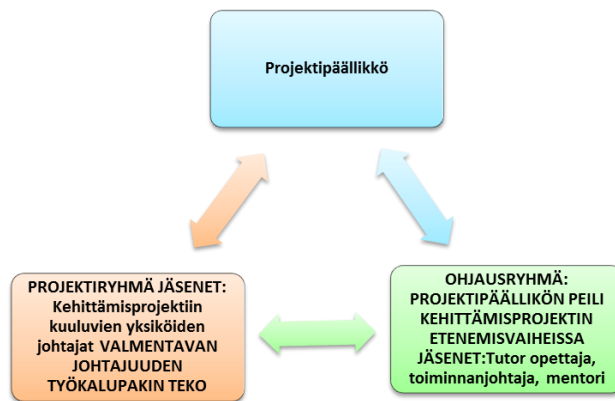 Projektipäällikkö
PROJEKTIRYHMÄ JÄSENET:
Kehittämisprojektiin
kuuluvien yksiköiden
johtajat VALMENTAVAN
JOHTAJUUDEN
TYÖKALUPAKIN TEKO
OHJAUSRYHMÄ:
PROJEKTIPÄÄLLIKÖN PEILI
KEHITTÄMISPROJEKTIN
ETENEMISVAIHEISSA
JÄSENET:Tutor opettaja,
toiminnanjohtaja, mentori